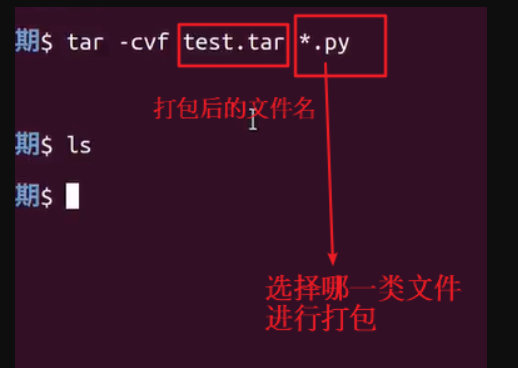 期$ tar -cvf test.tar *.py
打包后的文件名
期$ ls
期$
选择哪一类文件
进行打包